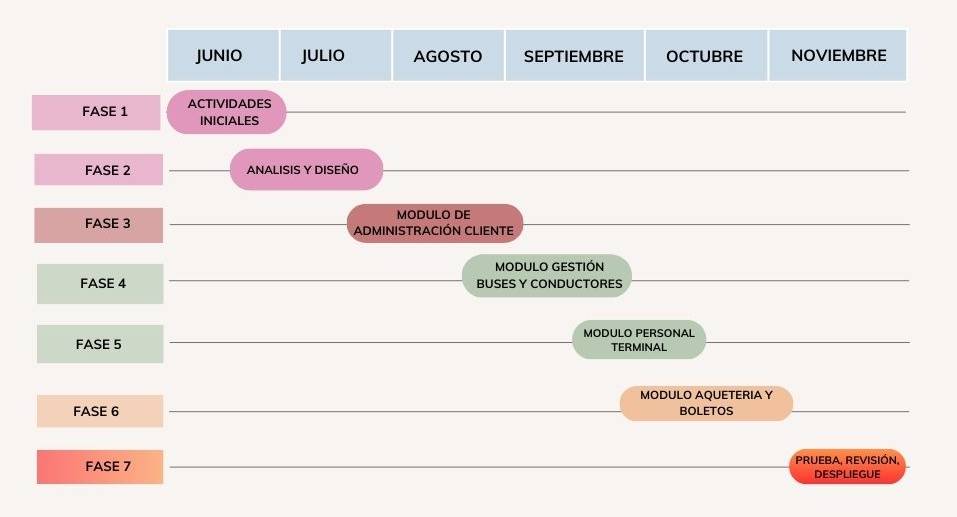 JUNIO JULIO AGOSTO SEPTIEMBRE OCTUBRE NOVIEMBRE
FASE 1
ACTIVIDADES
INICIALES
FASE 2
ANALISIS Y DISEÑO
FASE 3
MODULO DE
ADMINISTRACIÓN CLIENTE
FASE 4
MODULO GESTIÓN
BUSES Y CONDUCTORES
FASE 5
MODULO PERSONAL
TERMINAL
FASE 6
MODULO AQUETERIA Y
BOLETOS
FASE 7
PRUEBA, REVISIÓN,
DESPLIEGUE